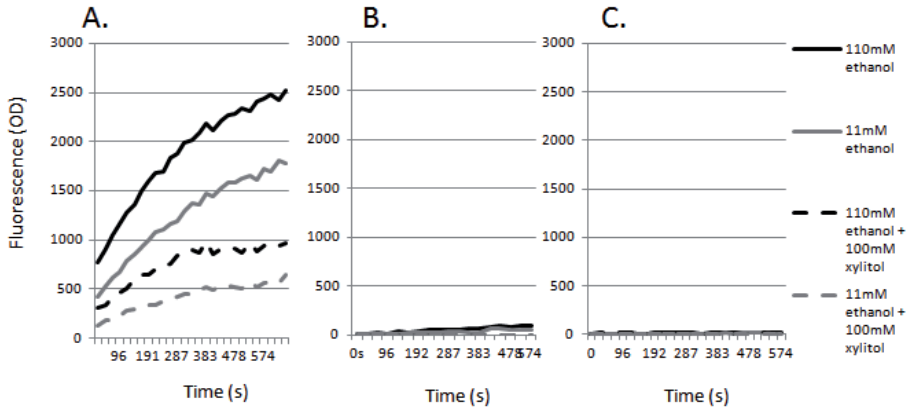 A.
B.
C.
Fluorescence (OD)
3000
2500
2000
1500
1000
500
0
96 191 287 383 478 574
Time (s)
3000
2500
2000
1500
1000
500
0
0s 96 191 287 383 478 574
Time (s)
3000
2500
2000
1500
1000
500
0
0 96 192 287 383 478 574
Time (s)
110mM
ethanol
11mM
ethanol
110mM
ethanol +
100mM
xylitol
11mM
ethanol +
100mM
xylitol